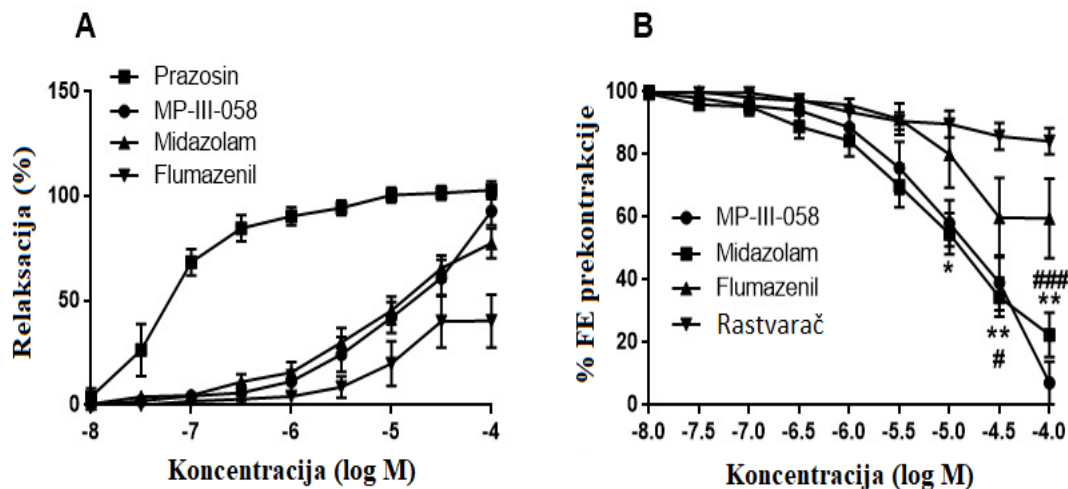 A
Relaksacija (%)
150
100
50
0
Prazosin
MP-III-058
Midazolam
Flumazenil
-8 -7 -6 -5 -4
Koncentracija (log M)
B
% FE prekontrakcije
100
80
60
40
20
0
MP-III-058
Midazolam
Flumazenil
Rastvarač
*
**
#
###
**
-8.0 -7.5 -7.0 -6.5 -6.0 -5.5 -5.0 -4.5 -4.0
Koncentracija (log M)